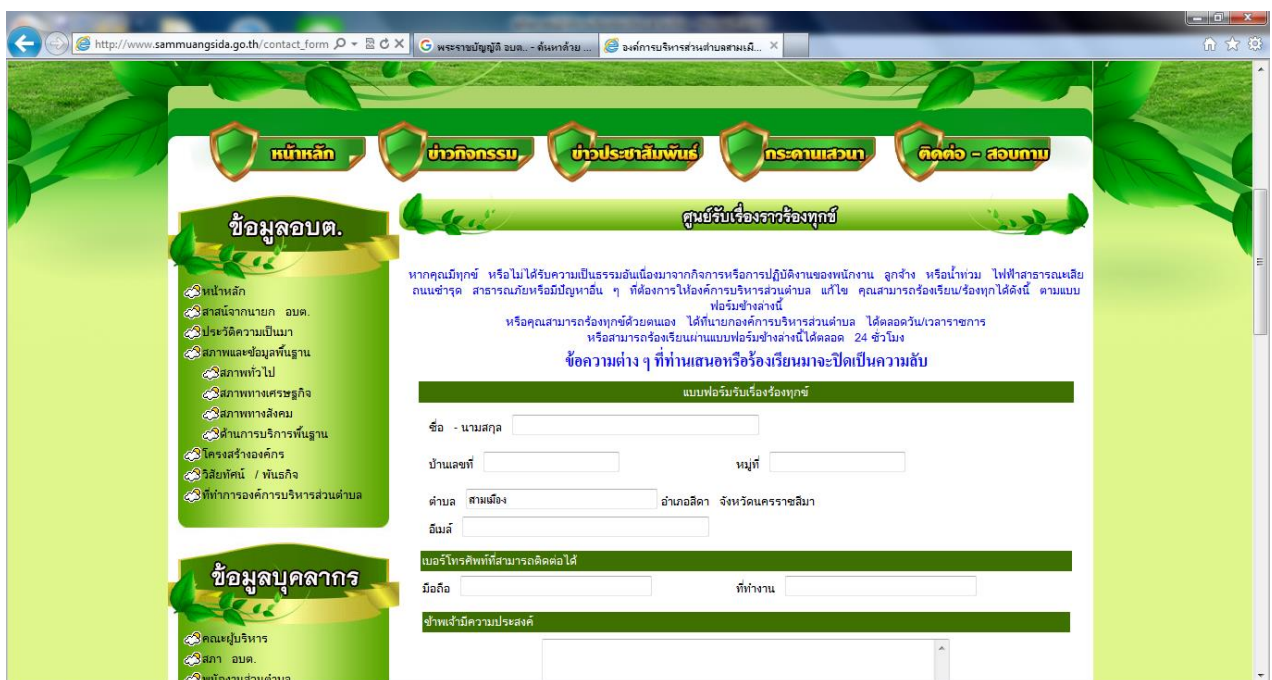 http://www.sammuangsida.go.th/contact_form
พระราชบัญญัติ อบต.. - ค้นหาด้วย ...
องค์การบริหารส่วนตำบลสามเมื...
หน้าหลัก
ข่าวกิจกรรม
ข่าวประชาสัมพันธ์
กระดานเสวนา
ติดต่อ - สอบถาม
ข้อมูลอบต.
หน้าหลัก
สาสน์จากนายก อบต.
ประวัติความเป็นมา
สภาพและข้อมูลพื้นฐาน
สภาพทั่วไป
สภาพทางเศรษฐกิจ
สภาพทางสังคม
ด้านการบริการพื้นฐาน
โครงสร้างองค์กร
วิสัยทัศน์ / พันธกิจ
ที่ทำการองค์การบริหารส่วนตำบล
ข้อมูลบุคลากร
คณะผู้บริหาร
สภา อบต.
พนักงานส่วนตำบล
ศูนย์รับเรื่องราวร้องทุกข์
หากคุณมีทุกข์ หรือไม่ได้รับความเป็นธรรมอันเนื่องมาจากกิจการหรือการปฏิบัติงานของพนักงาน ลูกจ้าง หรือน้ำท่วม ไฟฟ้าสาธารณะเสีย
ถนนชำรุด สาธารณภัยหรือมีปัญหาอื่น ๆ ที่ต้องการให้องค์การบริหารส่วนตำบล แก้ไข คุณสามารถร้องเรียน/ร้องทุกได้ดังนี้ ตามแบบ
ฟอร์มข้างล่างนี้
หรือคุณสามารถร้องทุกข์ด้วยตนเอง ได้ที่นายกองค์การบริหารส่วนตำบล ได้ตลอดวัน/เวลาราชการ
หรือสามารถร้องเรียนผ่านแบบฟอร์มข้างล่างนี้ได้ตลอด 24 ชั่วโมง
ข้อความต่าง ๆ ที่ท่านเสนอหรือร้องเรียนมาจะปิดเป็นความลับ
แบบฟอร์มรับเรื่องร้องทุกข์
ชื่อ - นามสกุล
บ้านเลขที่ หมู่ที่
ตำบล สามเมือง อำเภอสีดา จังหวัดนครราชสีมา
อีเมล์
เบอร์โทรศัพท์ที่สามารถติดต่อได้
มือถือ ที่ทำงาน
ข้าพเจ้ามีความประสงค์